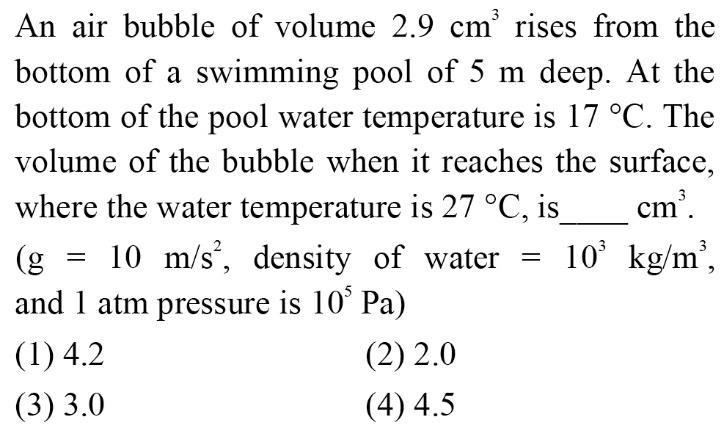 An air bubble of volume 2.9 cm³ rises from the
bottom of a swimming pool of 5 m deep. At the
bottom of the pool water temperature is 17 °C. The
volume of the bubble when it reaches the surface,
where the water temperature is 27 °C, is____ cm³.
(g = 10 m/s², density of water = 10³ kg/m³,
and 1 atm pressure is 10⁵ Pa)
(1) 4.2 (2) 2.0
(3) 3.0 (4) 4.5